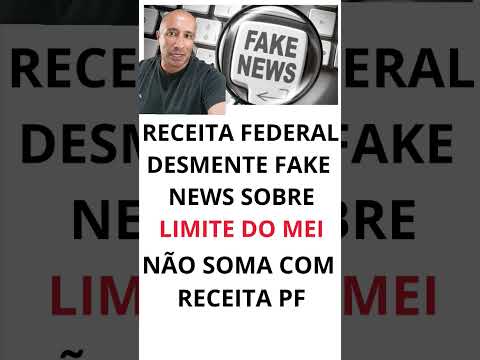 FAKE
NEWS
RECEITA FEDERAL
DESMENTE FAKE
NEWS SOBRE
LIMITE DO MEI
NÃO SOMA COM
RECEITA PF